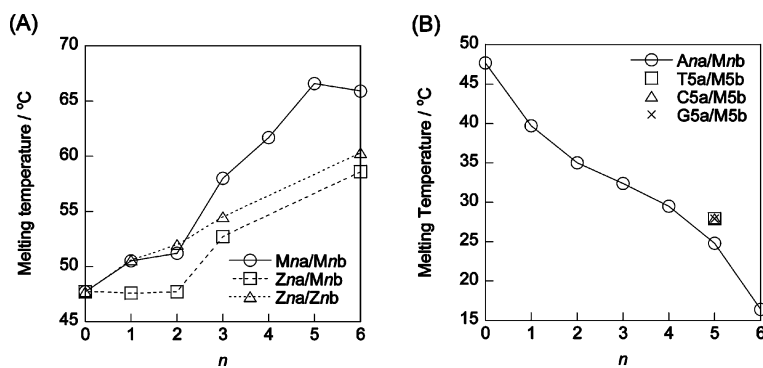 (A)
70
65
60
55
50
45
Melting temperature / °C
0 1 2 3 4 5 6
n
Mna/Mnb
Zna/Mnb
Zna/Znb
(B)
50
45
40
35
30
25
20
15
Melting Temperature / °C
0 1 2 3 4 5 6
n
Ana/Mnb
T5a/M5b
C5a/M5b
G5a/M5b